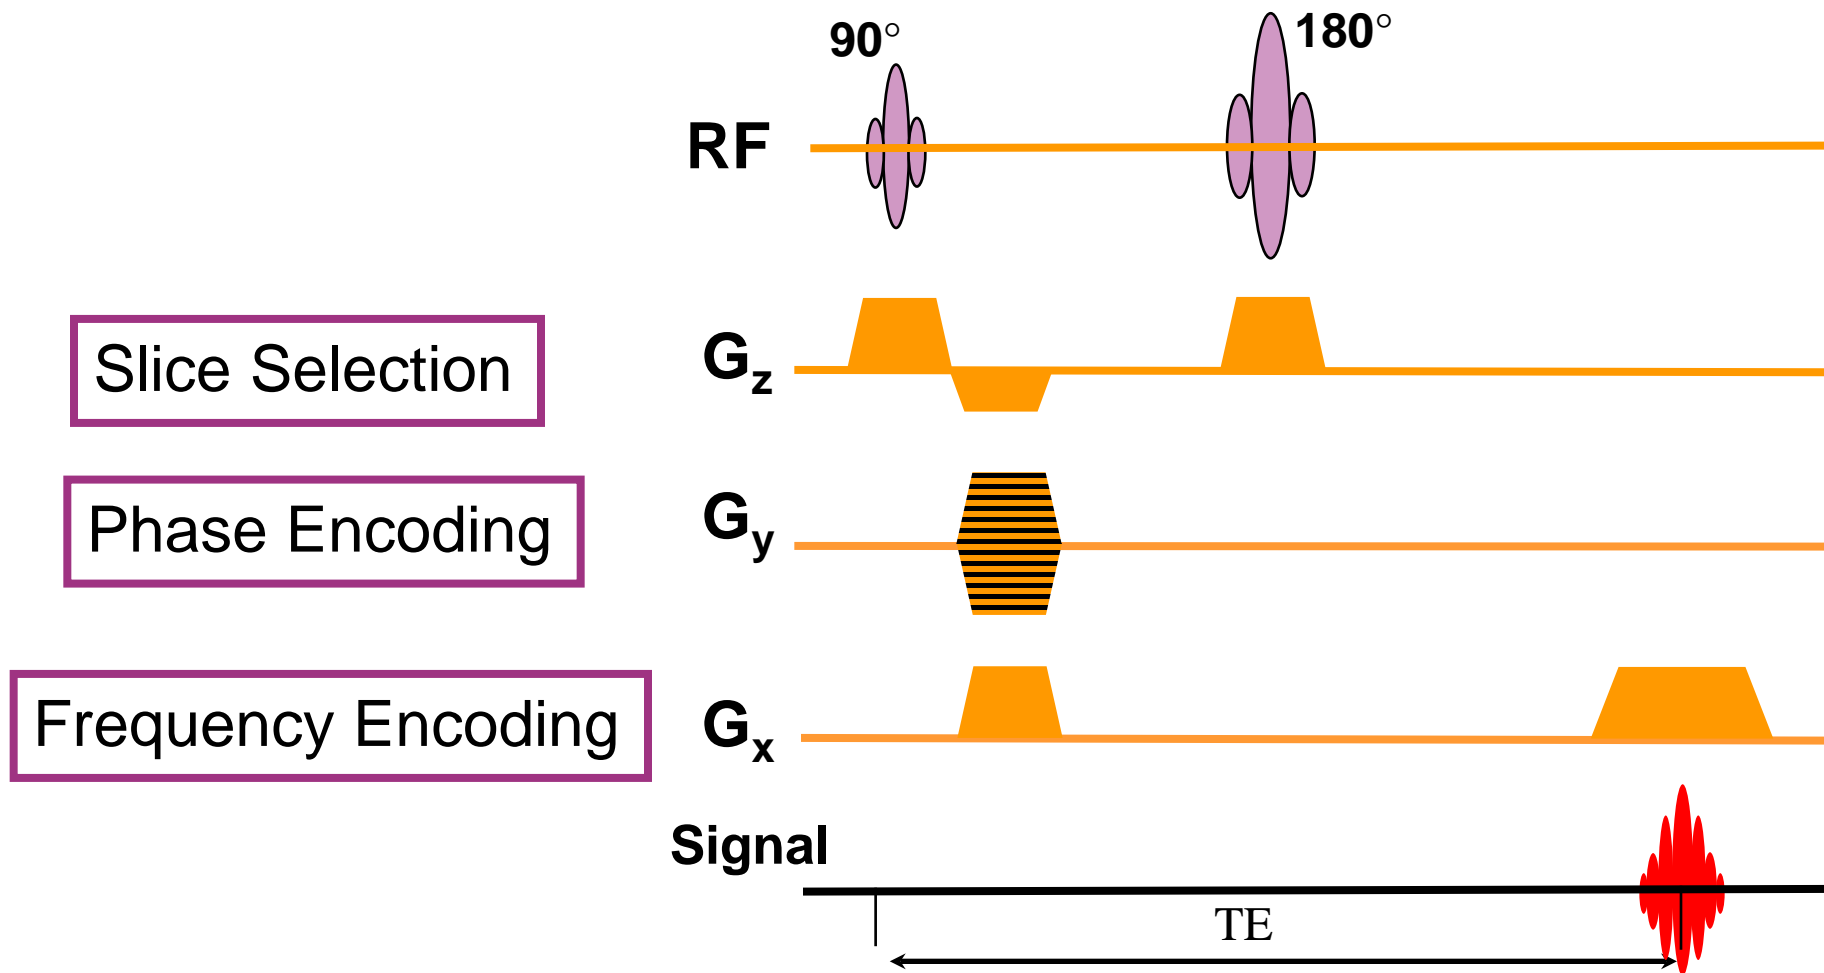 90°
180°
RF
Slice Selection
Gz
Phase Encoding
Gy
Frequency Encoding
Gx
Signal
TE